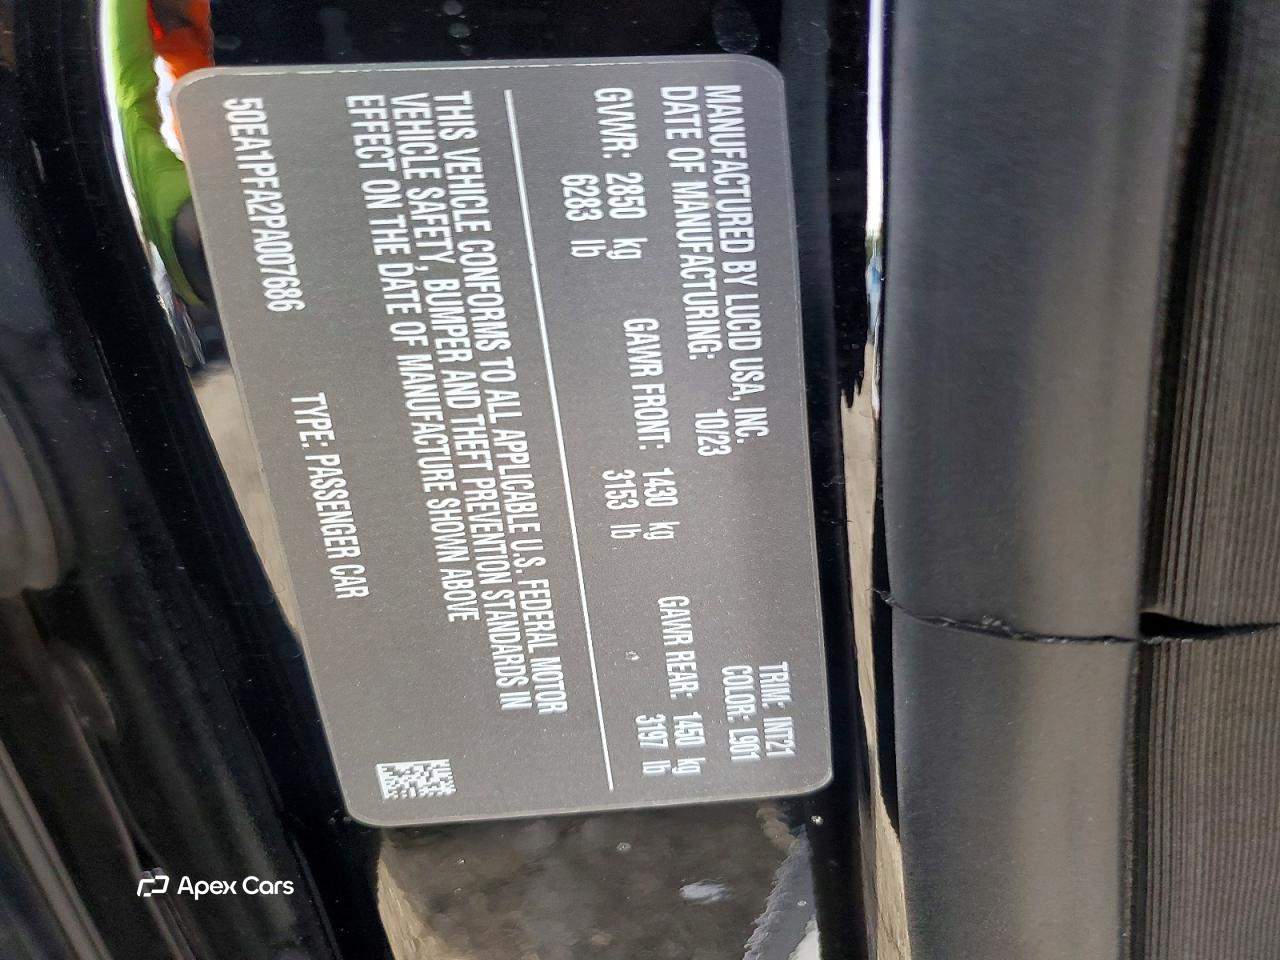 MANUFACTURED BY LUCID USA, INC.
TRIM: INT21
DATE OF MANUFACTURING: 10/23
COLOR: L901
GVWR: 2850 kg GAWR FRONT: 1430 kg GAWR REAR: 1450 kg
6283 lb 3153 lb 3197 lb
THIS VEHICLE CONFORMS TO ALL APPLICABLE U.S. FEDERAL MOTOR
VEHICLE SAFETY, BUMPER AND THEFT PREVENTION STANDARDS IN
EFFECT ON THE DATE OF MANUFACTURE SHOWN ABOVE
50EA1PFA2PA007686 TYPE: PASSENGER CAR
Apex Cars